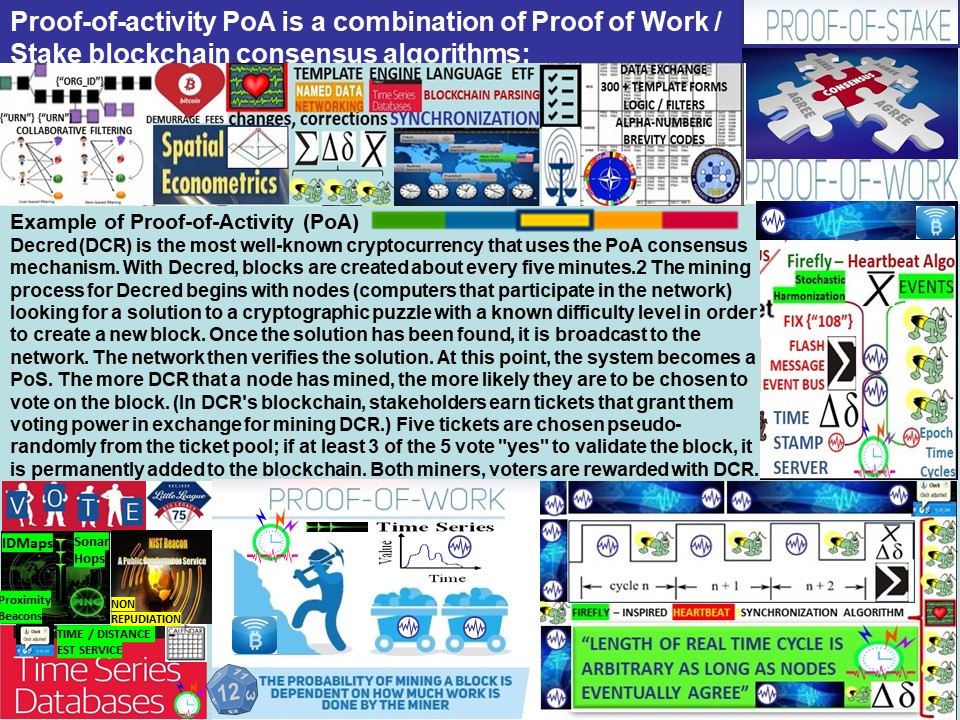 Proof-of-activity PoA is a combination of Proof of Work /
Stake blockchain consensus algorithms:
PROOF-OF-STAKE
{"ORG_ID"}
{"URN"} {"URN"}
COLLABORATIVE FILTERING
User-based filtering
Item-based filtering
bitcoin
DEMURRAGE FEES
TEMPLATE ENGINE LANGUAGE ETF
NAMED DATA
NETWORKING
Time Series
Databases
BLOCKCHAIN PARSING
changes, corrections SYNCHRONIZATION
Spatial
Econometrics
Σ Δδ X
DATA EXCHANGE
300 + TEMPLATE FORMS
LOGIC / FILTERS
ALPHA-NUMBERIC
BREVITY CODES
CONSENSUS
AGREE
AGREE
AGREE
PROOF-OF-WORK
Example of Proof-of-Activity (PoA)
Decred (DCR) is the most well-known cryptocurrency that uses the PoA consensus
mechanism. With Decred, blocks are created about every five minutes.2 The mining
process for Decred begins with nodes (computers that participate in the network)
looking for a solution to a cryptographic puzzle with a known difficulty level in order
to create a new block. Once the solution has been found, it is broadcast to the
network. The network then verifies the solution. At this point, the system becomes a
PoS. The more DCR that a node has mined, the more likely they are to be chosen to
vote on the block. (In DCR's blockchain, stakeholders earn tickets that grant them
voting power in exchange for mining DCR.) Five tickets are chosen pseudo-
randomly from the ticket pool; if at least 3 of the 5 vote "yes" to validate the block, it
is permanently added to the blockchain. Both miners, voters are rewarded with DCR.
Firefly – Heartbeat Algo
Stochastic
Harmonization
X
EVENTS
FIX {"108"}
FLASH
MESSAGE
EVENT BUS
Σ
Δδ
TIME
STAMP
SERVER
Epoch
Time
Cycles
VOTE
Little League
75
IDMaps
Sonar
Hops
Proximity
Beacons
NIST Beacon
A Public Randomness Service
NON
REPUDIATION
TIME / DISTANCE
EST SERVICE
CALENDAR
Time Series
Databases
PROOF-OF-WORK
Time Series
Value
Time
12
THE PROBABILITY OF MINING A BLOCK IS
DEPENDENT ON HOW MUCH WORK IS
DONE BY THE MINER
Clock
X
Δδ
Σ
cycle n
n + 1
n + 2
FIREFLY – INSPIRED HEARTBEAT SYNCHRONIZATION ALGORITHM
"LENGTH OF REAL TIME CYCLE IS
ARBITRARY AS LONG AS NODES
EVENTUALLY AGREE"
Δδ